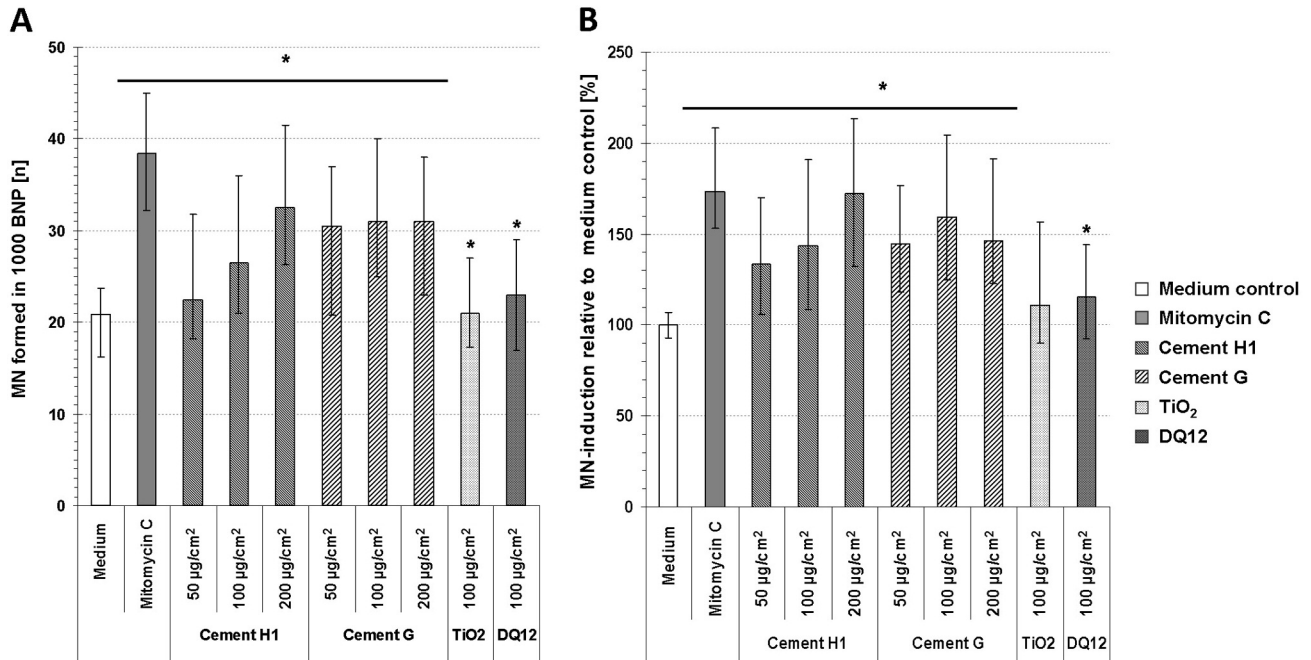 A
MN formed in 1000 BNP [n]
50
40
30
20
10
0
*
*
*
Medium
Mitomycin C
50 µg/cm²
100 µg/cm²
200 µg/cm²
50 µg/cm²
100 µg/cm²
200 µg/cm²
100 µg/cm²
100 µg/cm²
Cement H1
Cement G
TiO2
DQ12
B
MN-induction relative to medium control [%]
250
200
150
100
50
0
*
*
Medium
Mitomycin C
50 µg/cm²
100 µg/cm²
200 µg/cm²
50 µg/cm²
100 µg/cm²
200 µg/cm²
100 µg/cm²
100 µg/cm²
Cement H1
Cement G
TiO2
DQ12
Medium control
Mitomycin C
Cement H1
Cement G
TiO₂
DQ12